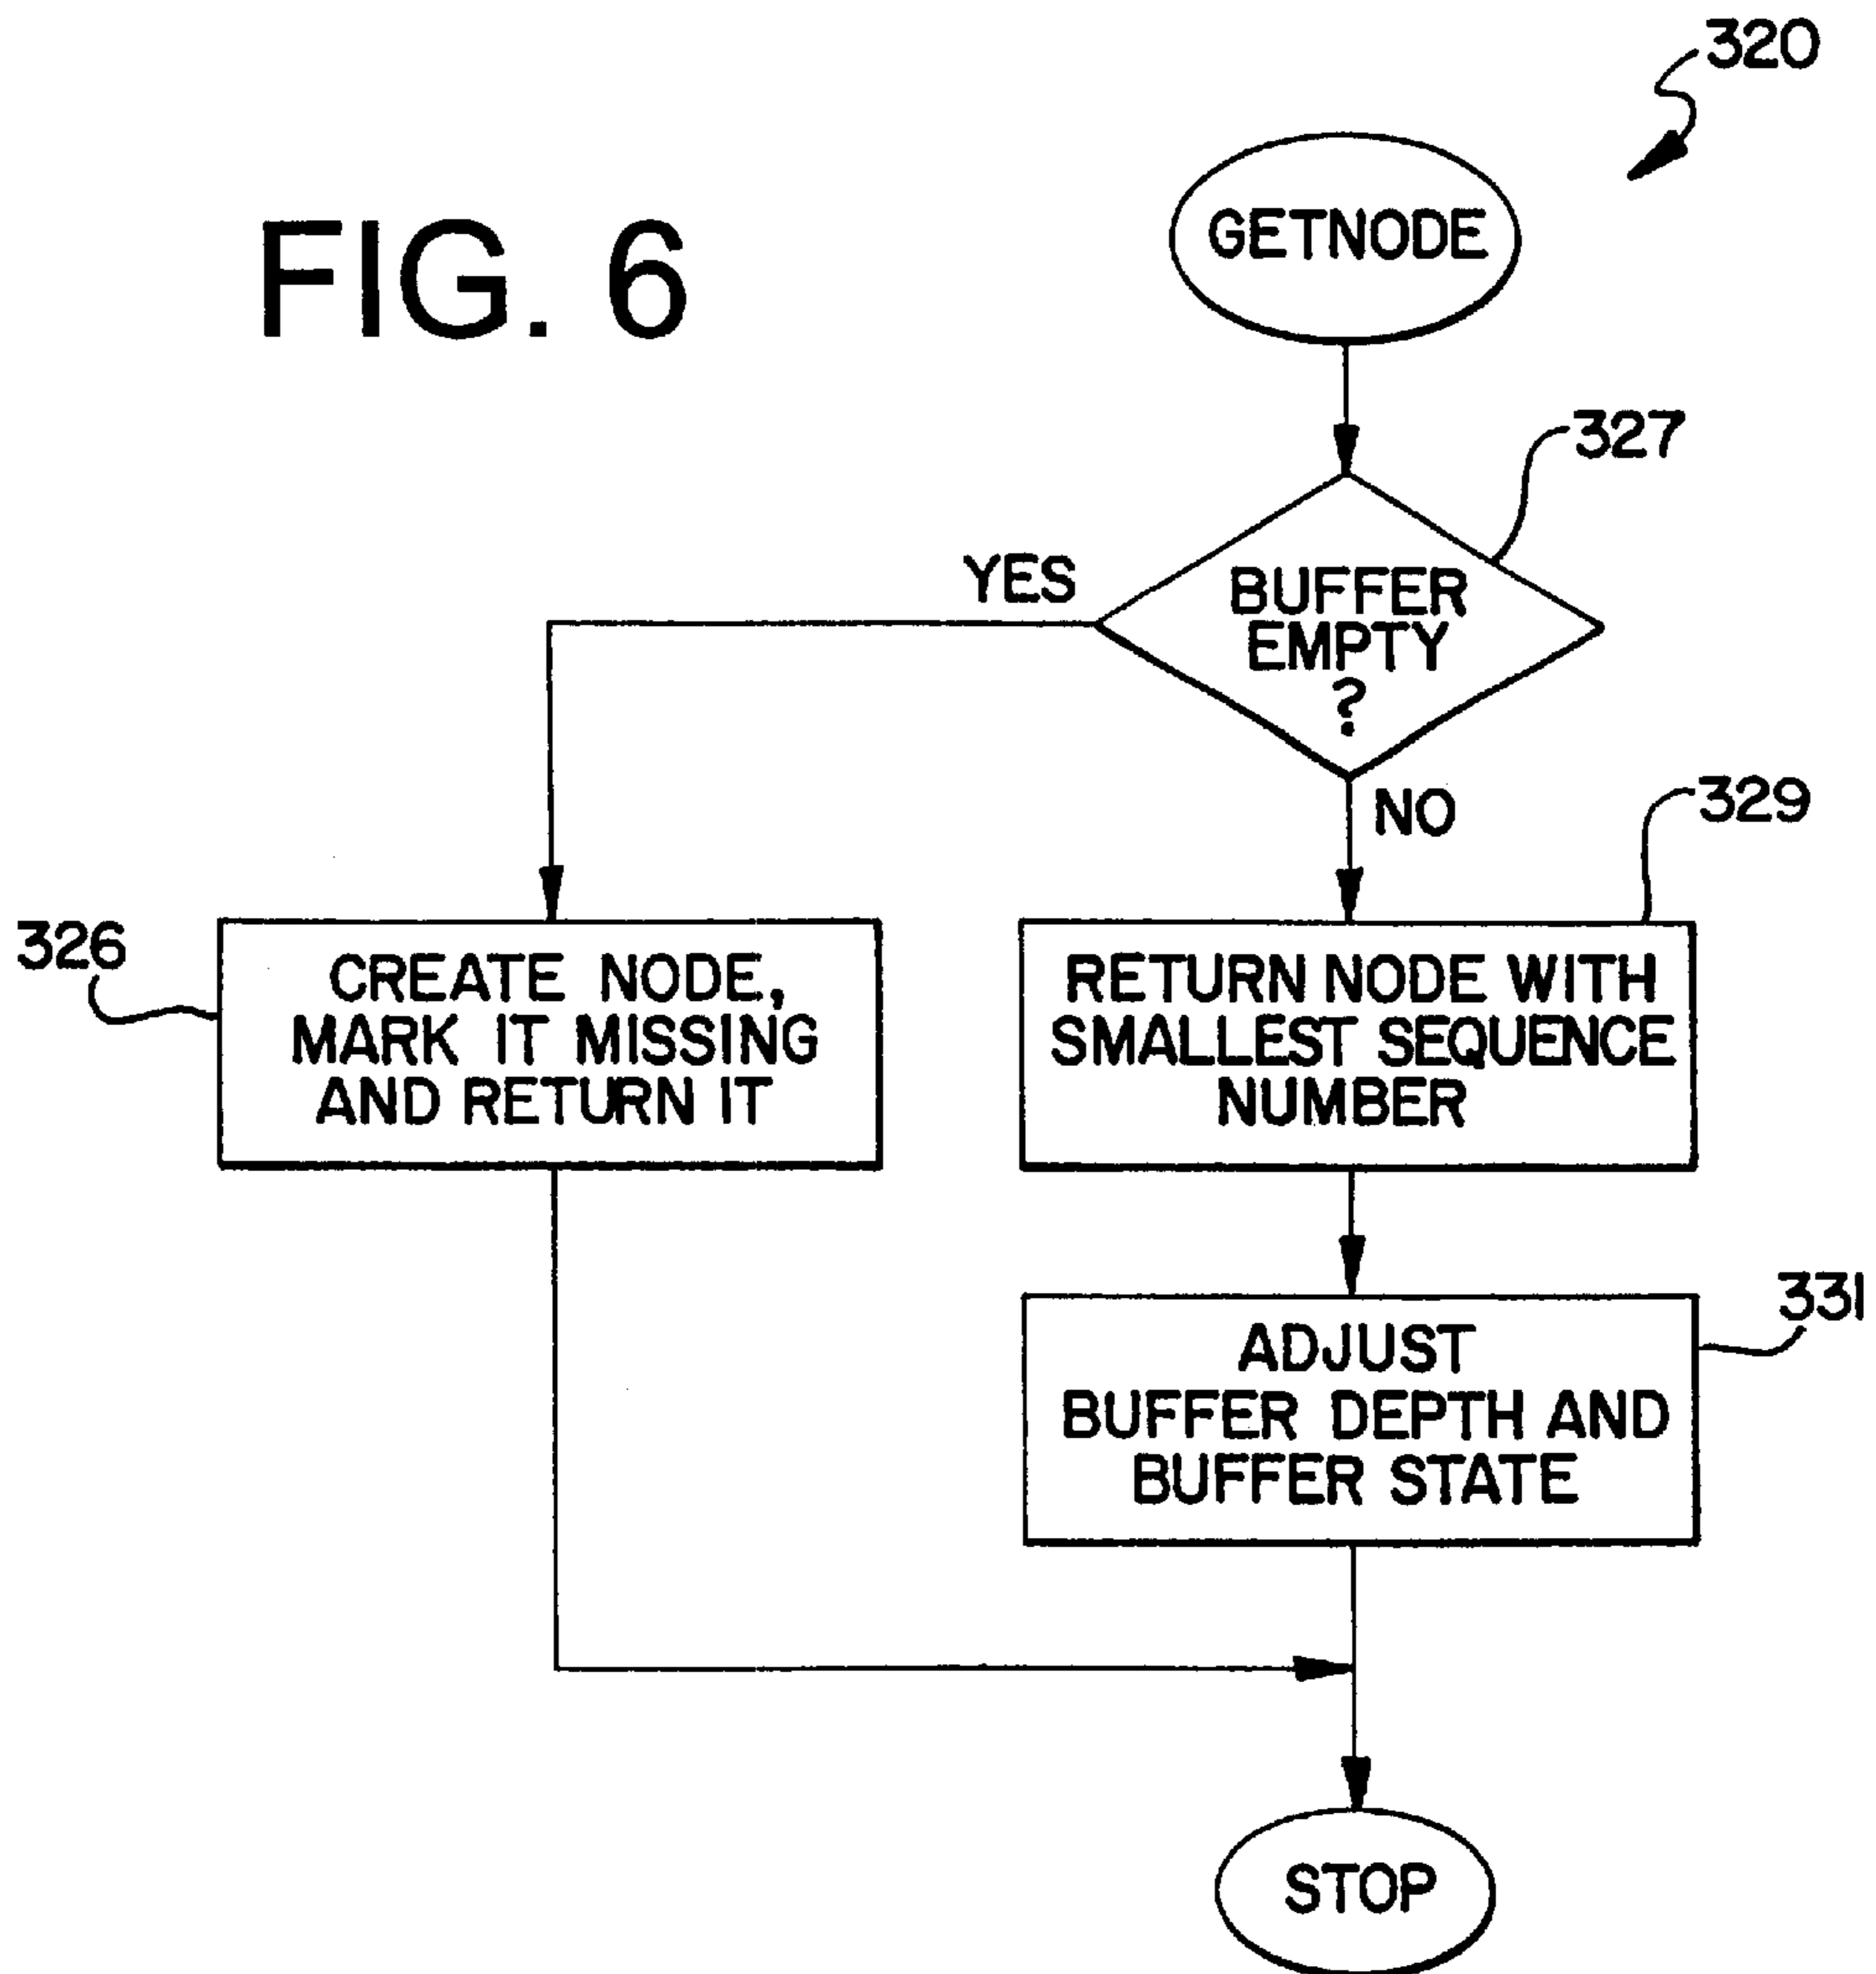 320
FIG. 6
GETNODE
327
YES
BUFFER
EMPTY
?
NO
329
326
CREATE NODE,
MARK IT MISSING
AND RETURN IT
RETURN NODE WITH
SMALLEST SEQUENCE
NUMBER
331
ADJUST
BUFFER DEPTH AND
BUFFER STATE
STOP